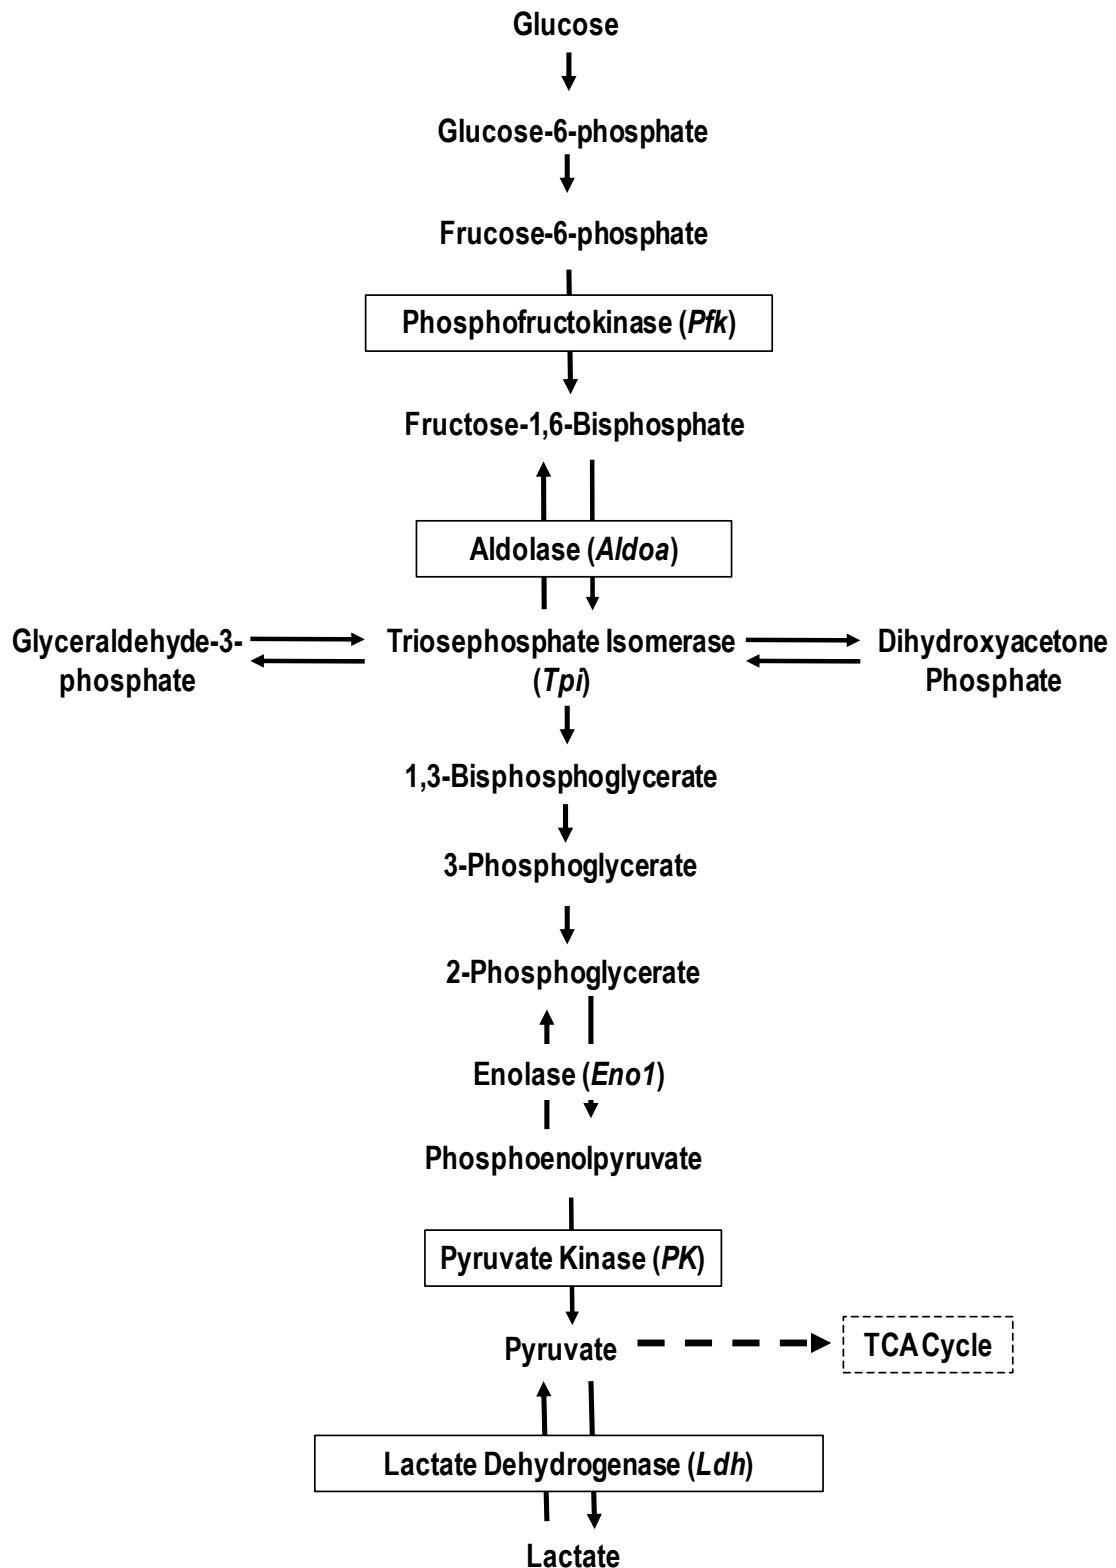 Glucose
Glucose-6-phosphate
Frucose-6-phosphate
Phosphofructokinase (Pfk)
Fructose-1,6-Bisphosphate
Aldolase (Aldoa)
Glyceraldehyde-3-
phosphate
Triosephosphate Isomerase
(Tpi)
Dihydroxyacetone
Phosphate
1,3-Bisphosphoglycerate
3-Phosphoglycerate
2-Phosphoglycerate
Enolase (Eno1)
Phosphoenolpyruvate
Pyruvate Kinase (PK)
Pyruvate
TCA Cycle
Lactate Dehydrogenase (Ldh)
Lactate